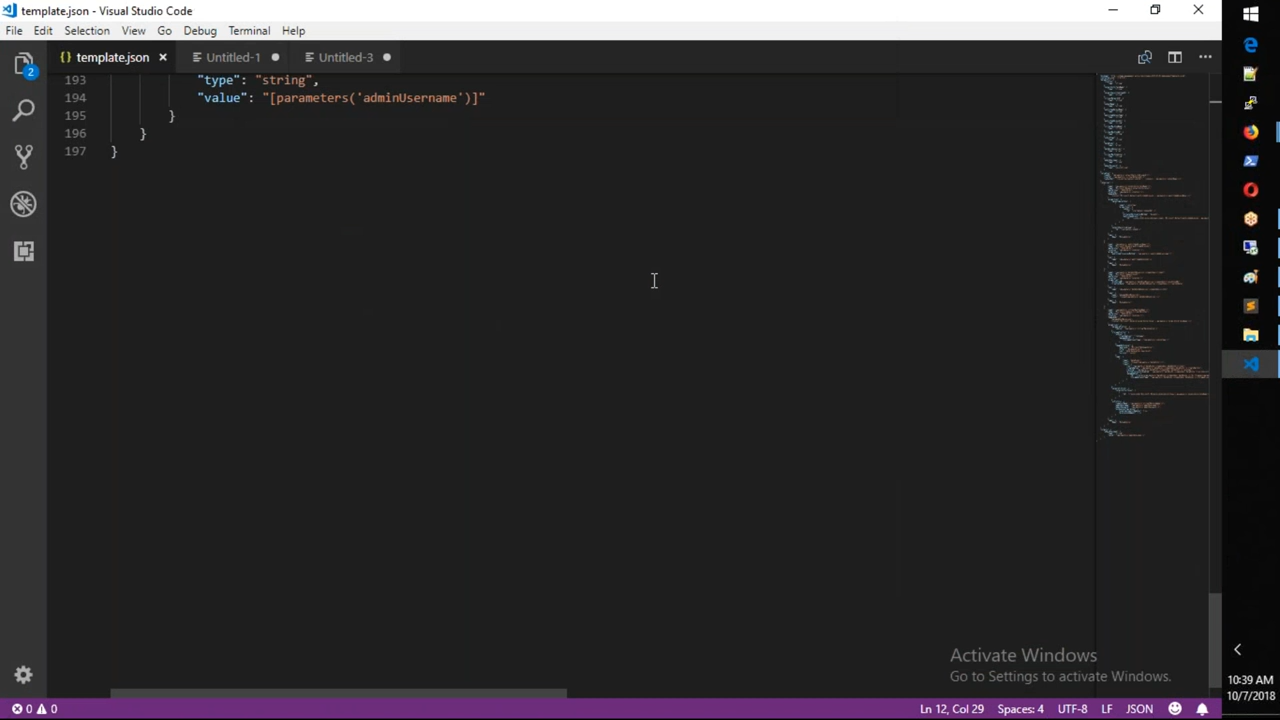 template.json - Visual Studio Code
File Edit Selection View Go Debug Terminal Help
{} template.json Untitled-1 Untitled-3
2
193 "type": "string",
194 "value": "[parameters('adminUsername')]"
195 }
196 }
197 }
Activate Windows
Go to Settings to activate Windows.
0 0 Ln 12, Col 29 Spaces: 4 UTF-8 LF JSON
10:39 AM
10/7/2018